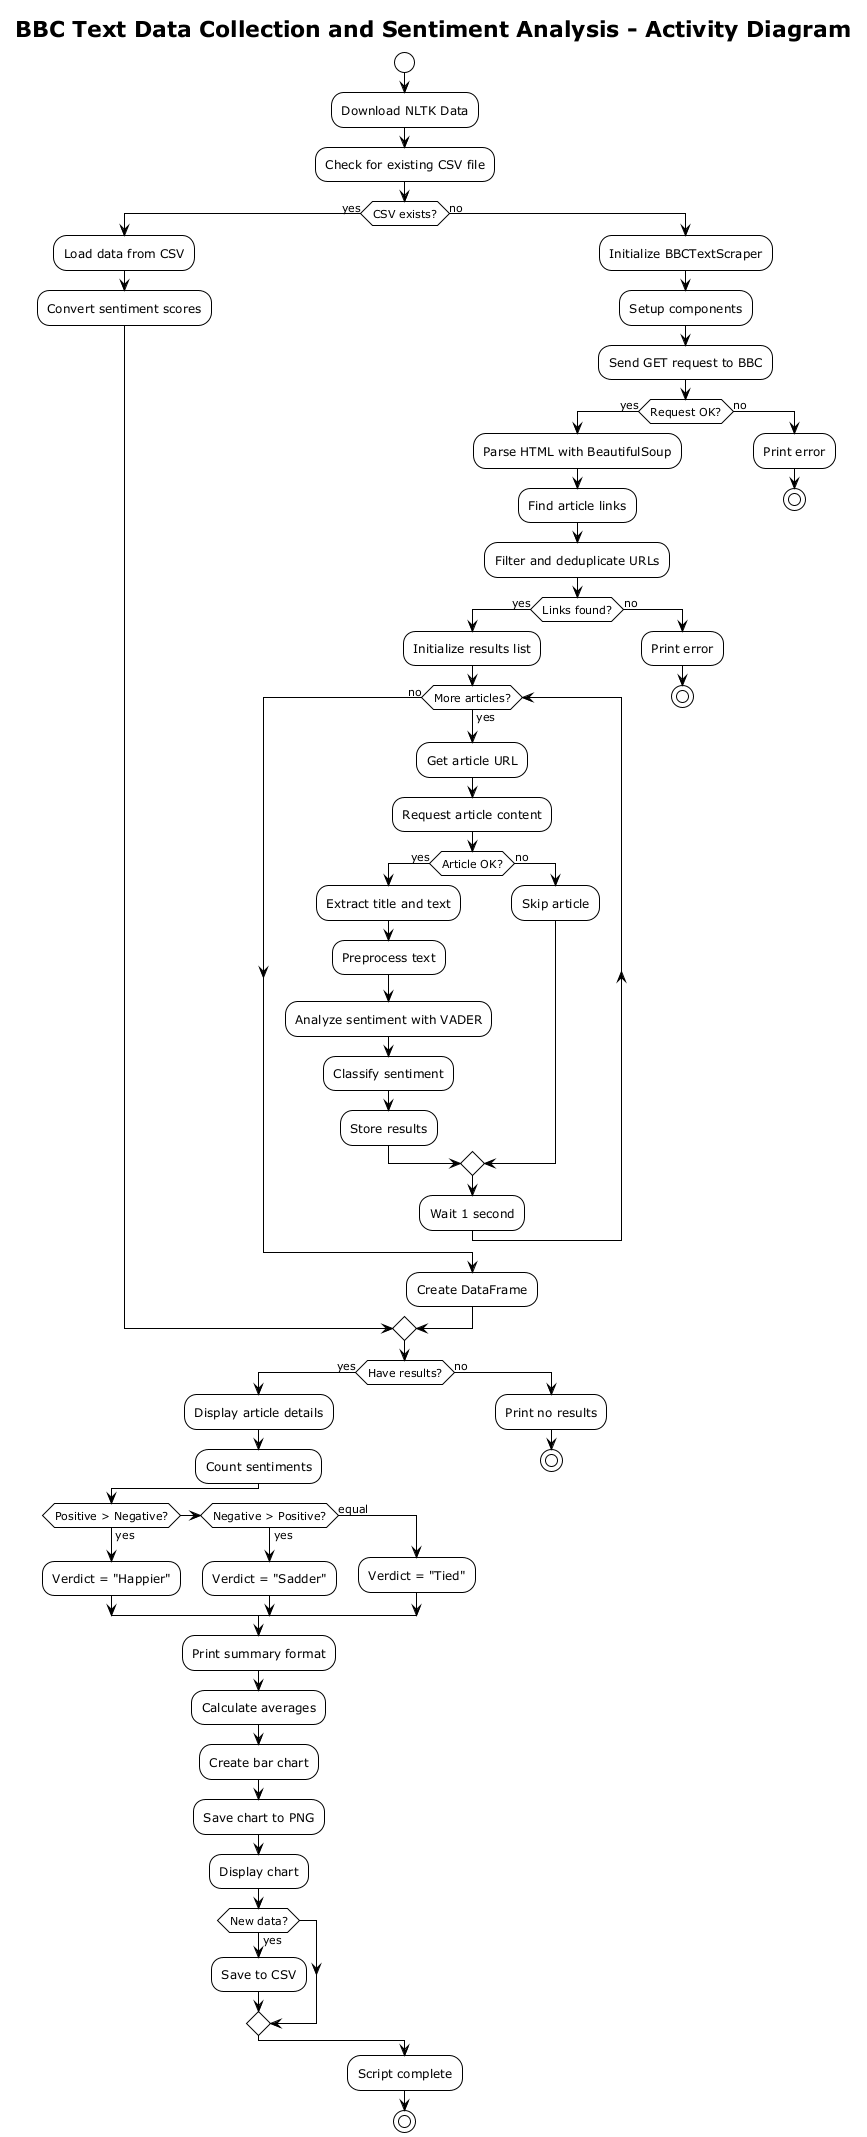 BBC Text Data Collection and Sentiment Analysis - Activity Diagram
Download NLTK Data
Check for existing CSV file
yes
CSV exists?
no
Load data from CSV
Convert sentiment scores
Initialize BBCTextScraper
Setup components
Send GET request to BBC
yes
Request OK?
no
Parse HTML with BeautifulSoup
Print error
Find article links
Filter and deduplicate URLs
yes
Links found?
no
Initialize results list
Print error
no
More articles?
yes
Get article URL
Request article content
yes
Article OK?
no
Extract title and text
Skip article
Preprocess text
Analyze sentiment with VADER
Classify sentiment
Store results
Wait 1 second
Create DataFrame
yes
Have results?
no
Display article details
Print no results
Count sentiments
Positive > Negative?
yes
Negative > Positive?
yes
equal
Verdict = "Happier"
Verdict = "Sadder"
Verdict = "Tied"
Print summary format
Calculate averages
Create bar chart
Save chart to PNG
Display chart
New data?
yes
Save to CSV
Script complete